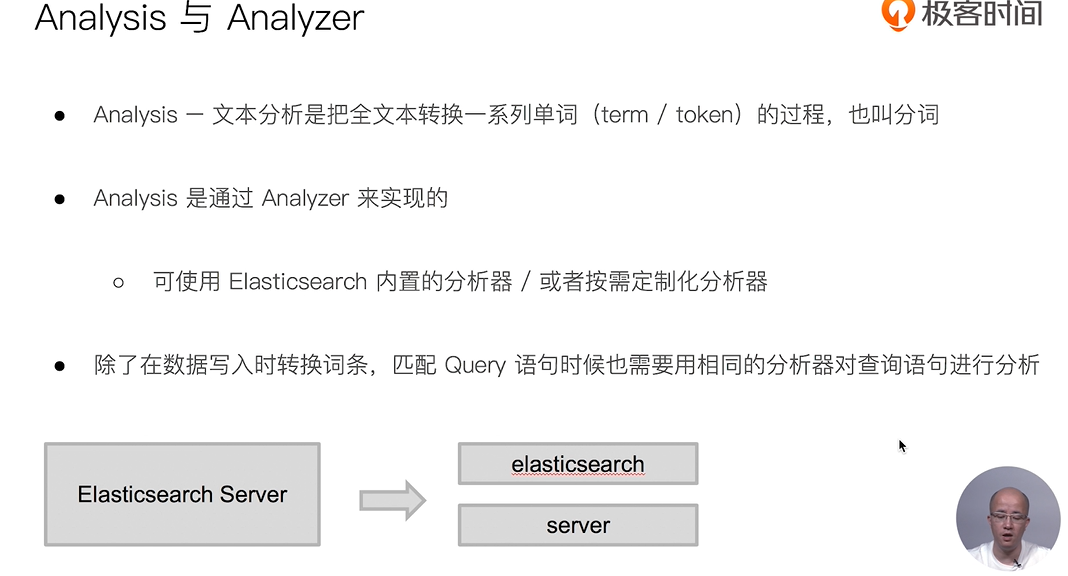 Analysis 与 Analyzer
极客时间
● Analysis — 文本分析是把全文本转换一系列单词（term / token）的过程，也叫分词
● Analysis 是通过 Analyzer 来实现的
○ 可使用 Elasticsearch 内置的分析器 / 或者按需定制化分析器
● 除了在数据写入时转换词条，匹配 Query 语句时候也需要用相同的分析器对查询语句进行分析
Elasticsearch Server
elasticsearch
server